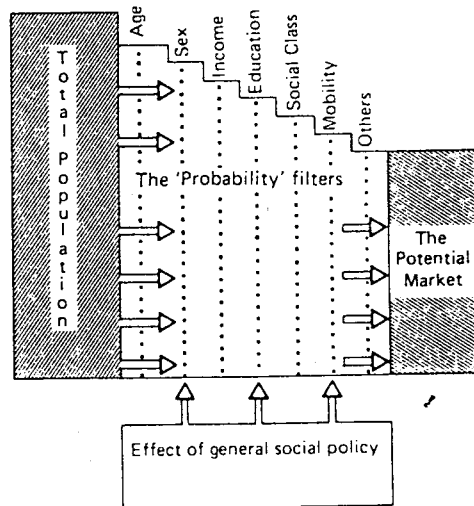 Age
Sex
Income
Education
Social Class
Mobility
Others
Total Population
The 'Probability' filters
The
Potential
Market
Effect of general social policy